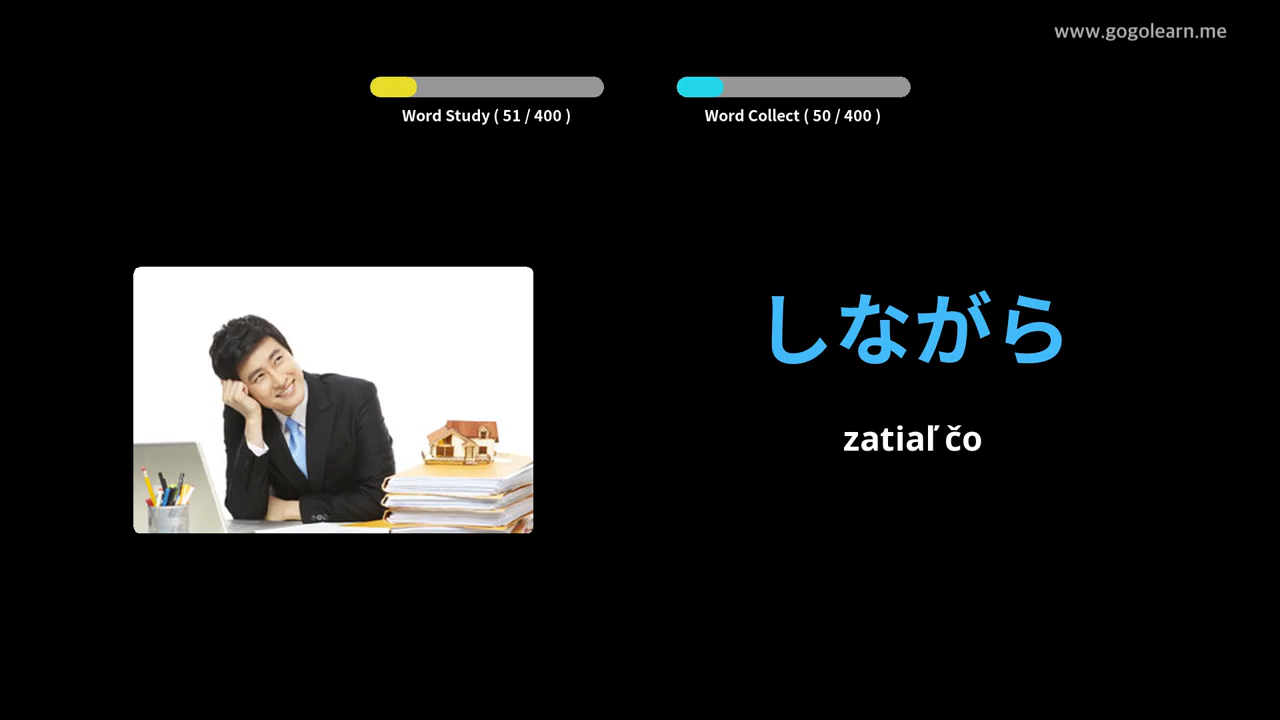 www.gogolearn.me
Word Study ( 51 / 400 )
Word Collect ( 50 / 400 )
しながら
zatiaľ čo